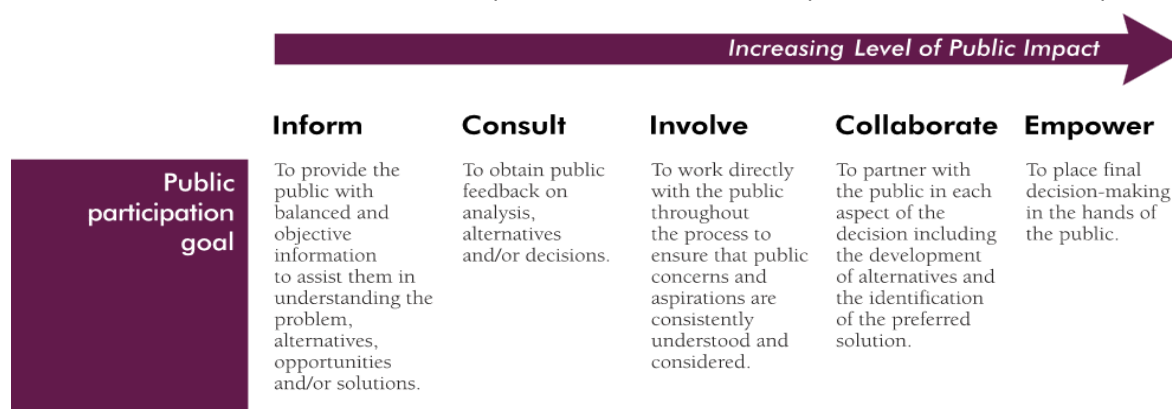 Increasing Level of Public Impact
Inform
Consult
Involve
Collaborate
Empower
Public
participation
goal
To provide the
public with
balanced and
objective
information
to assist them in
understanding the
problem,
alternatives,
opportunities
and/or solutions.
To obtain public
feedback on
analysis,
alternatives
and/or decisions.
To work directly
with the public
throughout
the process to
ensure that public
concerns and
aspirations are
consistently
understood and
considered.
To partner with
the public in each
aspect of the
decision including
the development
of alternatives and
the identification
of the preferred
solution.
To place final
decision-making
in the hands of
the public.